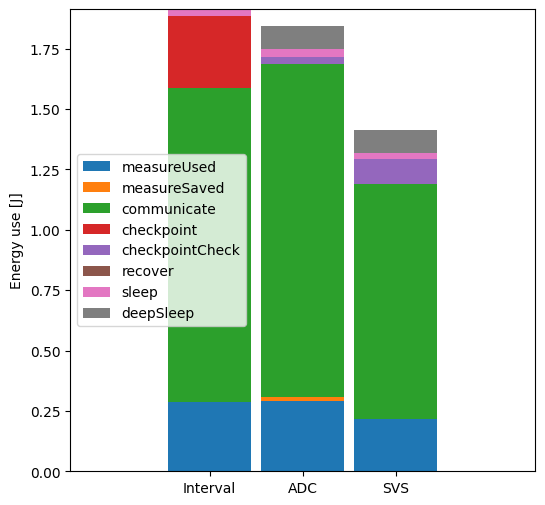 1.75
1.50
1.25
1.00
0.75
0.50
0.25
0.00
Energy use [J]
measureUsed
measureSaved
communicate
checkpoint
checkpointCheck
recover
sleep
deepSleep
Interval
ADC
SVS